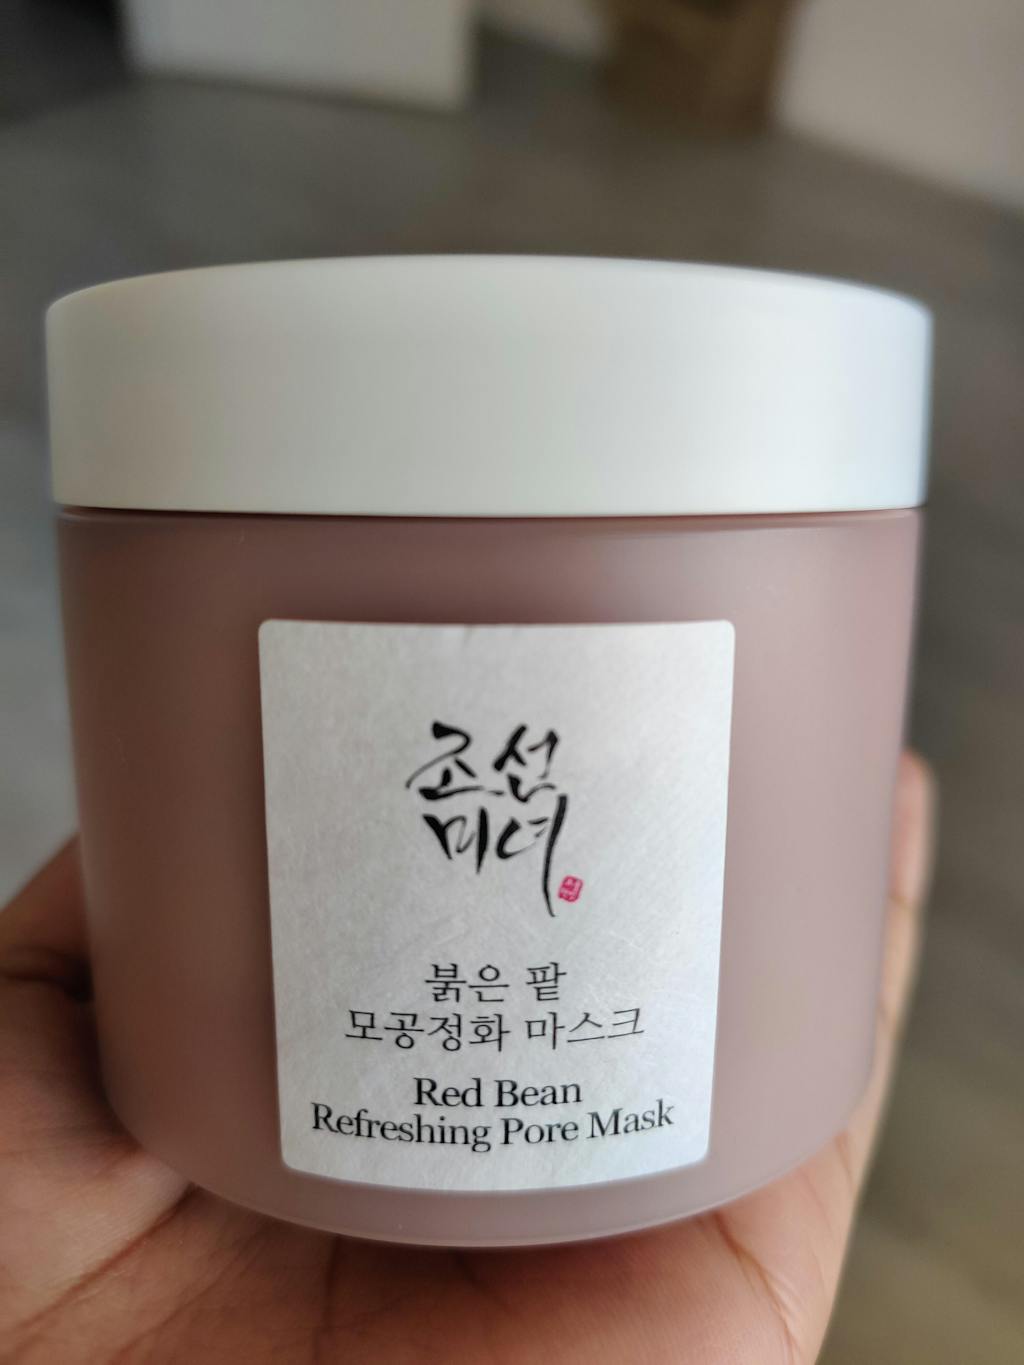 조선
미녀
붉은 팥
모공정화 마스크
Red Bean
Refreshing Pore Mask